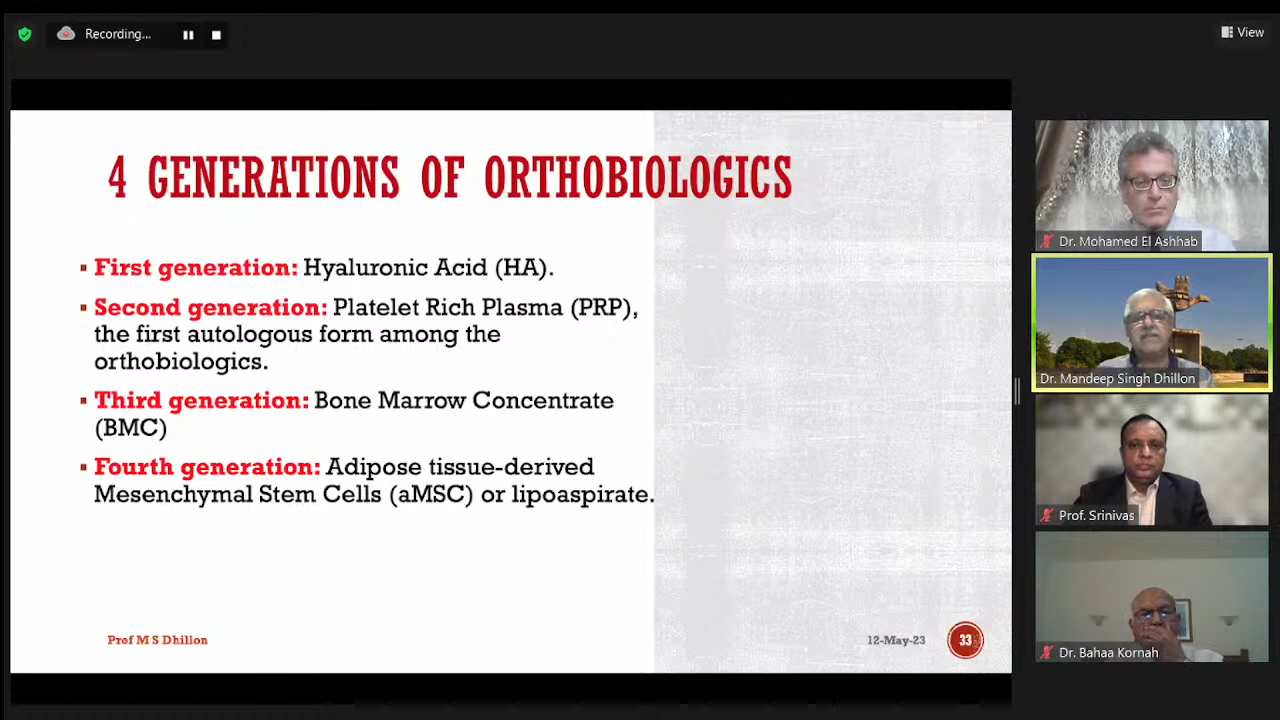 Recording...
View
4 GENERATIONS OF ORTHOBIOLOGICS
▪ First generation: Hyaluronic Acid (HA).
▪ Second generation: Platelet Rich Plasma (PRP),
the first autologous form among the
orthobiologics.
▪ Third generation: Bone Marrow Concentrate
(BMC)
▪ Fourth generation: Adipose tissue-derived
Mesenchymal Stem Cells (aMSC) or lipoaspirate.
Prof M S Dhillon
12-May-23
33
Dr. Mohamed El Ashhab
Dr. Mandeep Singh Dhillon
Prof. Srinivas
Dr. Bahaa Kornah